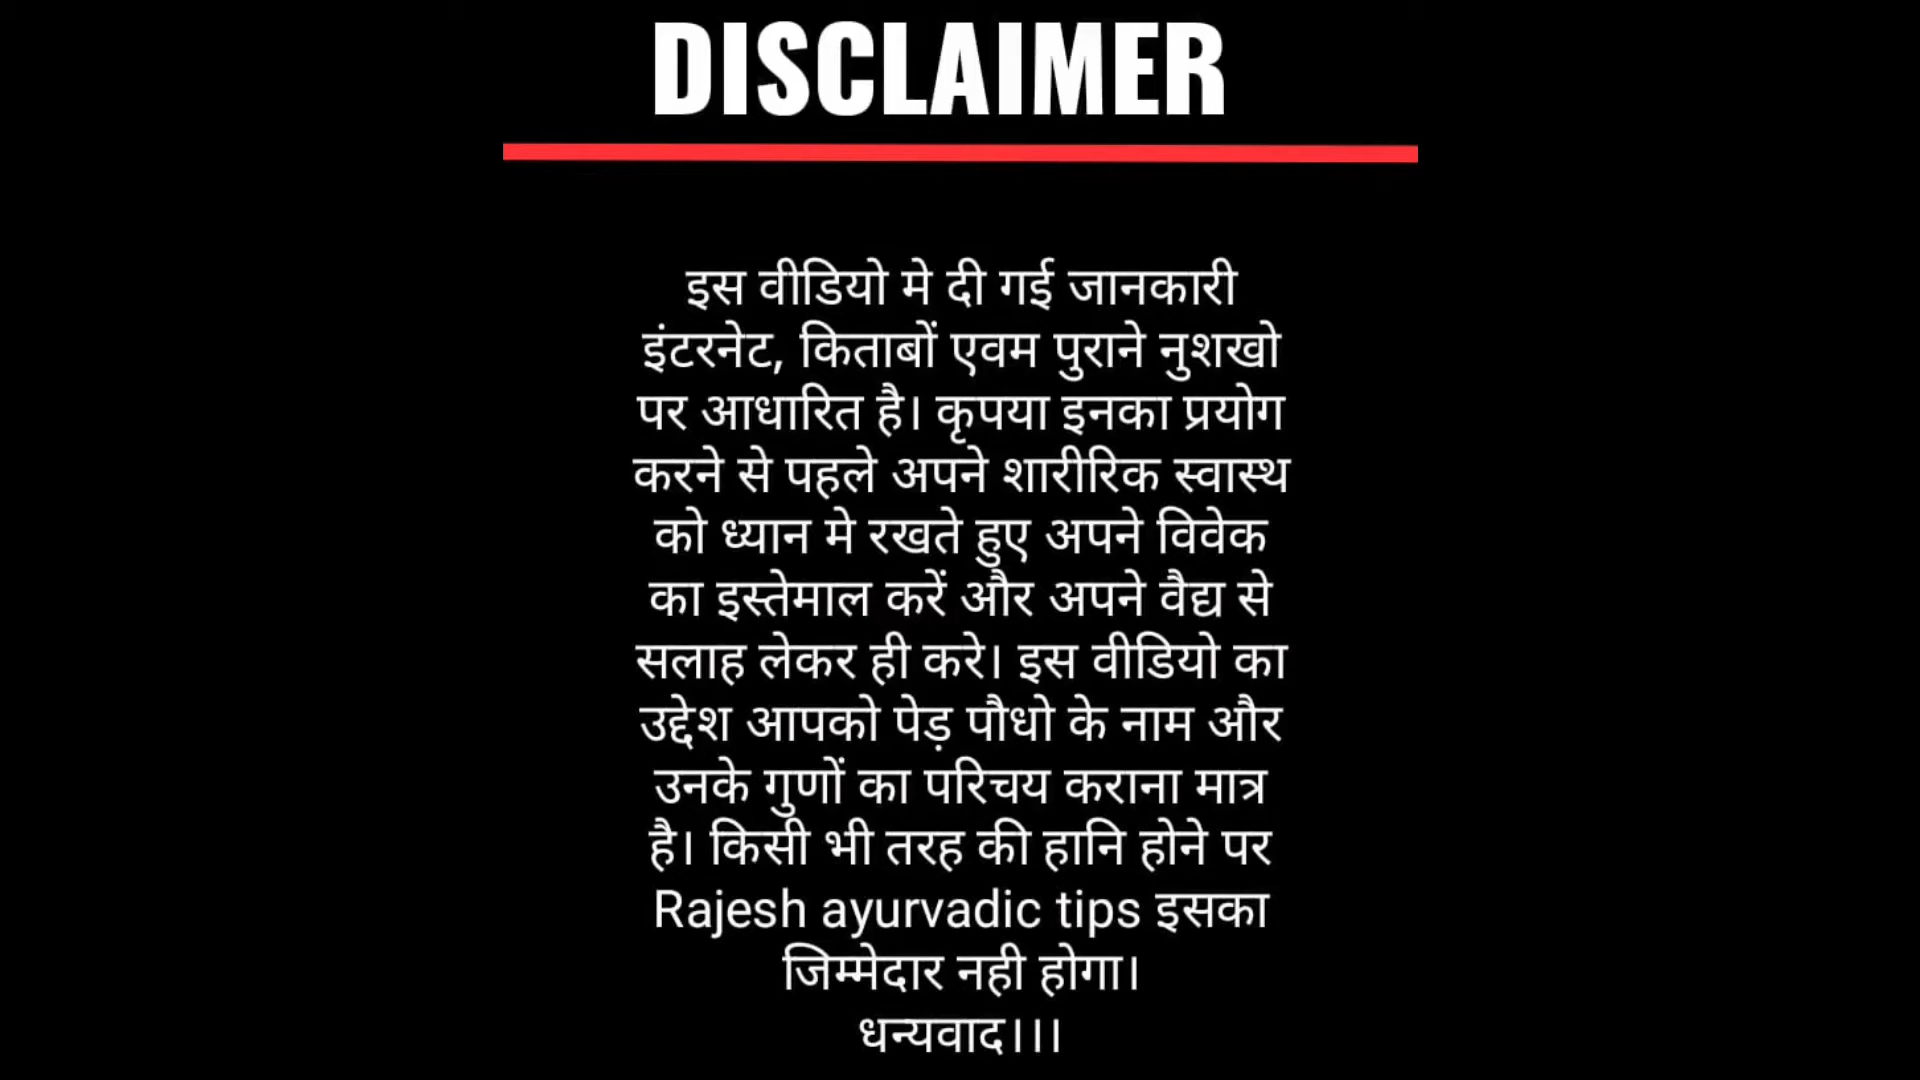 DISCLAIMER
इस वीडियो मे दी गई जानकारी
इंटरनेट, किताबों एवम पुराने नुशखो
पर आधारित है। कृपया इनका प्रयोग
करने से पहले अपने शारीरिक स्वास्थ
को ध्यान मे रखते हुए अपने विवेक
का इस्तेमाल करें और अपने वैद्य से
सलाह लेकर ही करे। इस वीडियो का
उद्देश आपको पेड़ पौधो के नाम और
उनके गुणों का परिचय कराना मात्र
है। किसी भी तरह की हानि होने पर
Rajesh ayurvadic tips इसका
जिम्मेदार नही होगा।
धन्यवाद।।।